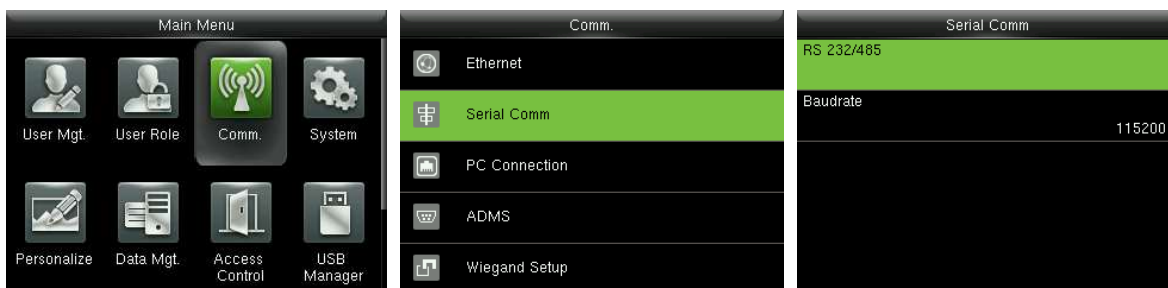 Main Menu
User Mgt.
User Role
Comm.
System
Personalize
Data Mgt.
Access
Control
USB
Manager
Comm.
Ethernet
Serial Comm
PC Connection
ADMS
Wiegand Setup
Serial Comm
RS 232/485
Baudrate
115200